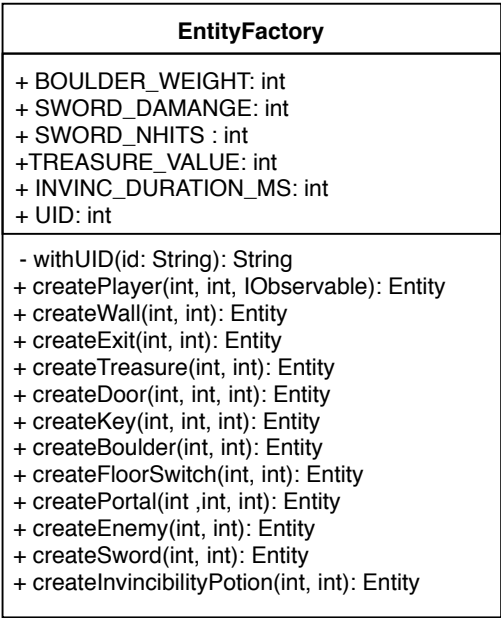 EntityFactory
+ BOULDER_WEIGHT: int
+ SWORD_DAMANGE: int
+ SWORD_NHITS : int
+TREASURE_VALUE: int
+ INVINC_DURATION_MS: int
+ UID: int
- withUID(id: String): String
+ createPlayer(int, int, IObservable): Entity
+ createWall(int, int): Entity
+ createExit(int, int): Entity
+ createTreasure(int, int): Entity
+ createDoor(int, int, int): Entity
+ createKey(int, int, int): Entity
+ createBoulder(int, int): Entity
+ createFloorSwitch(int, int): Entity
+ createPortal(int ,int, int): Entity
+ createEnemy(int, int): Entity
+ createSword(int, int): Entity
+ createInvincibilityPotion(int, int): Entity